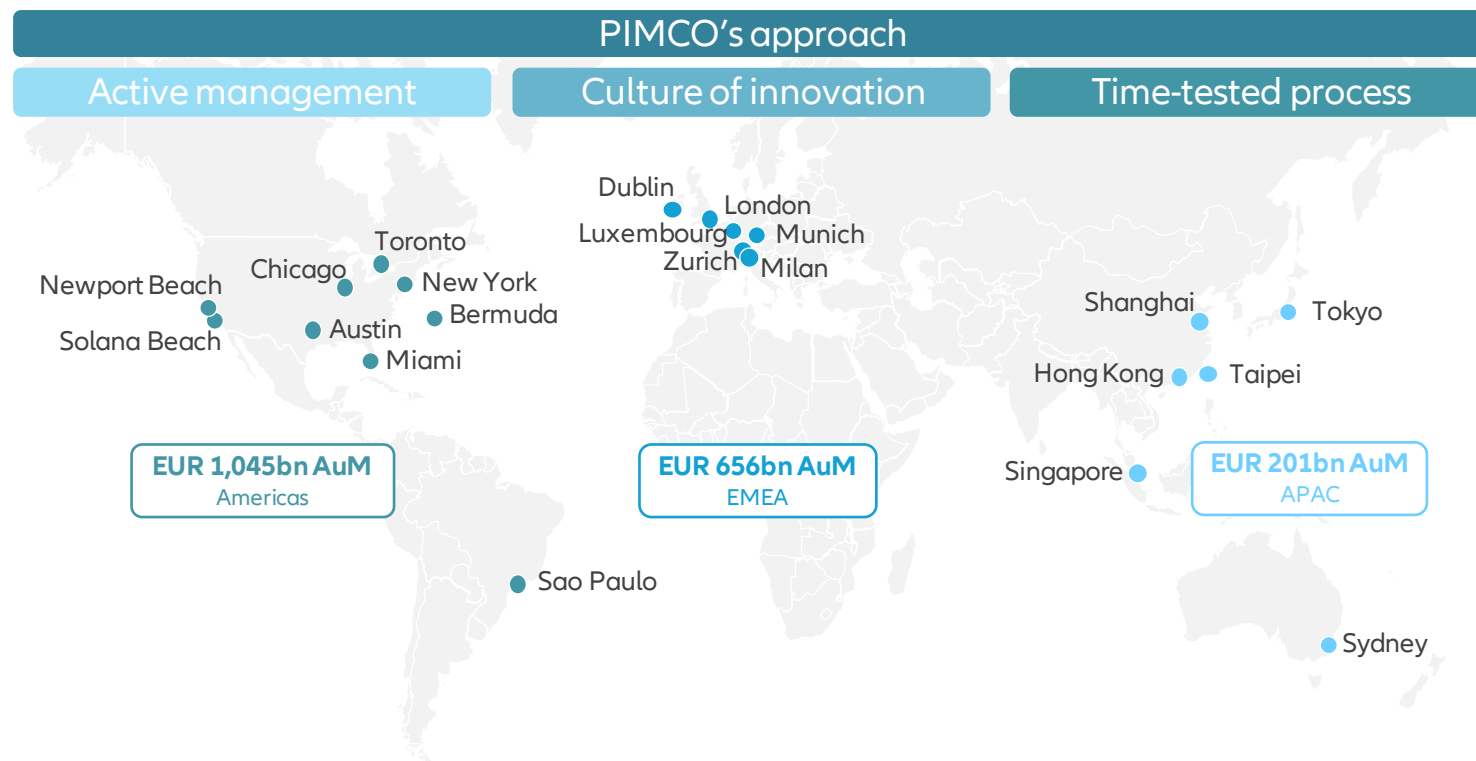 PIMCO’s approach
Active management
Culture of innovation
Time-tested process
Dublin
London
Luxembourg
Munich
Zurich
Milan
Toronto
Chicago
New York
Newport Beach
Bermuda
Solana Beach
Austin
Miami
Shanghai
Tokyo
Hong Kong
Taipei
EUR 1,045bn AuM
Americas
EUR 656bn AuM
EMEA
Singapore
EUR 201bn AuM
APAC
Sao Paulo
Sydney